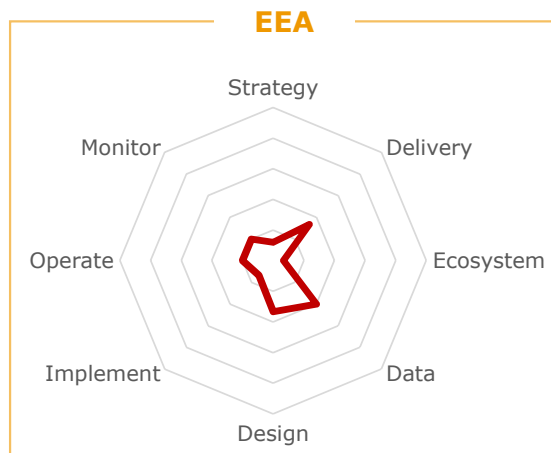 EEA
Strategy
Monitor
Delivery
Operate
Ecosystem
Implement
Data
Design